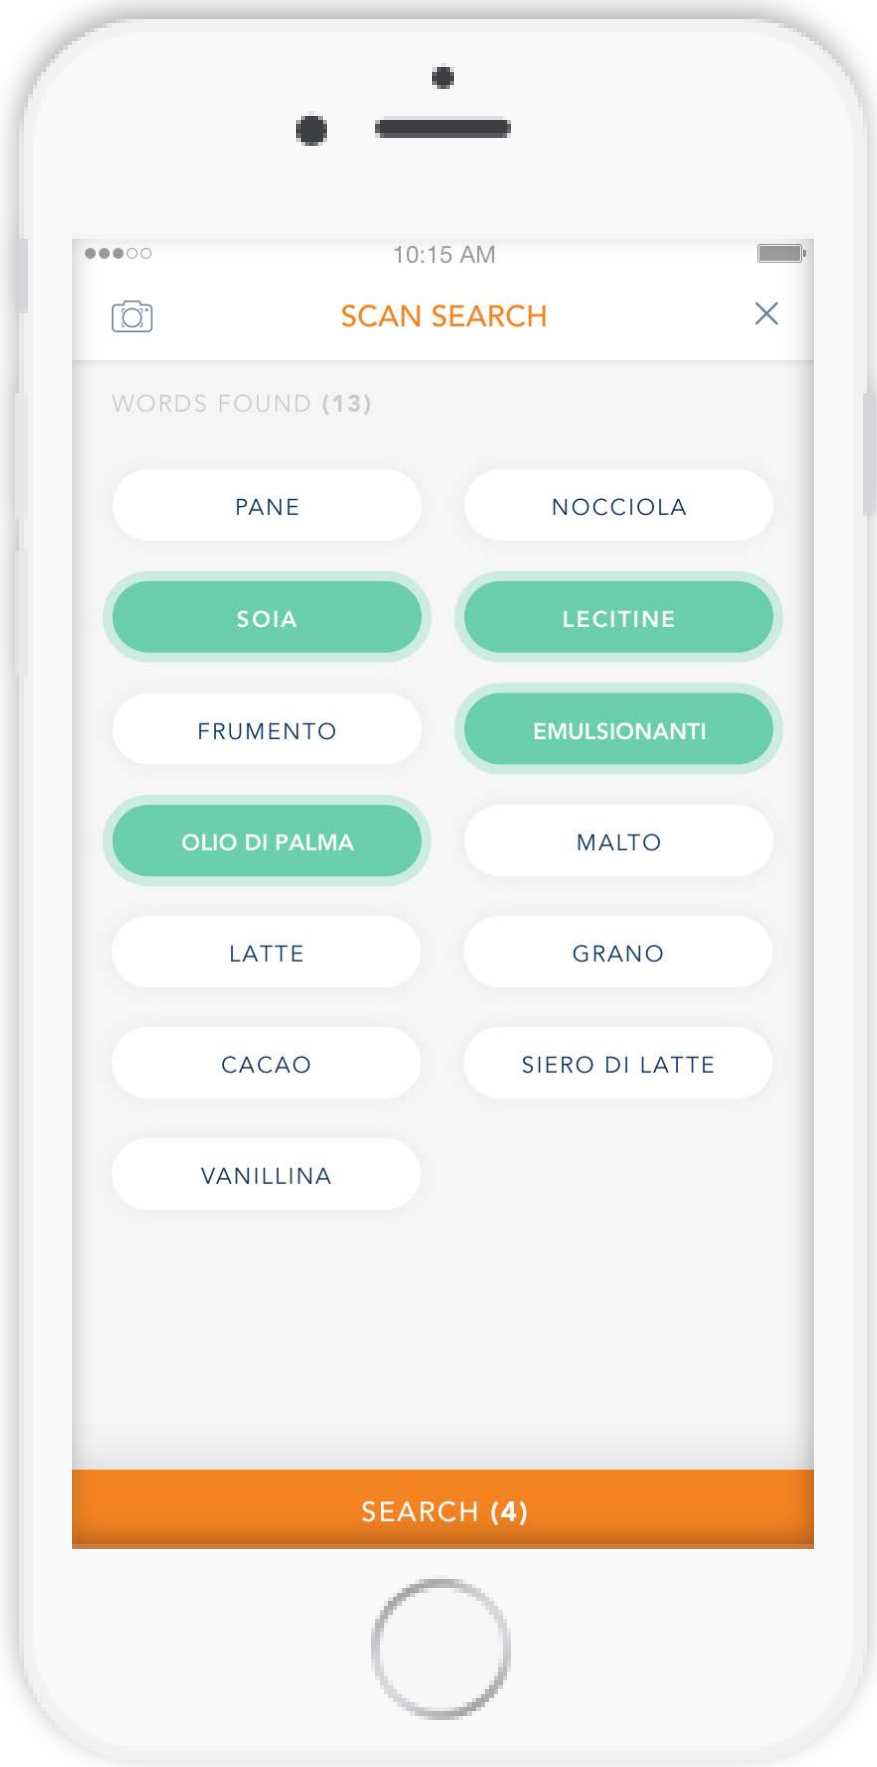 10:15 AM
SCAN SEARCH
WORDS FOUND (13)
PANE
NOCCIOLA
SOIA
LECITINE
FRUMENTO
EMULSIONANTI
OLIO DI PALMA
MALTO
LATTE
GRANO
CACAO
SIERO DI LATTE
VANILLINA
SEARCH (4)